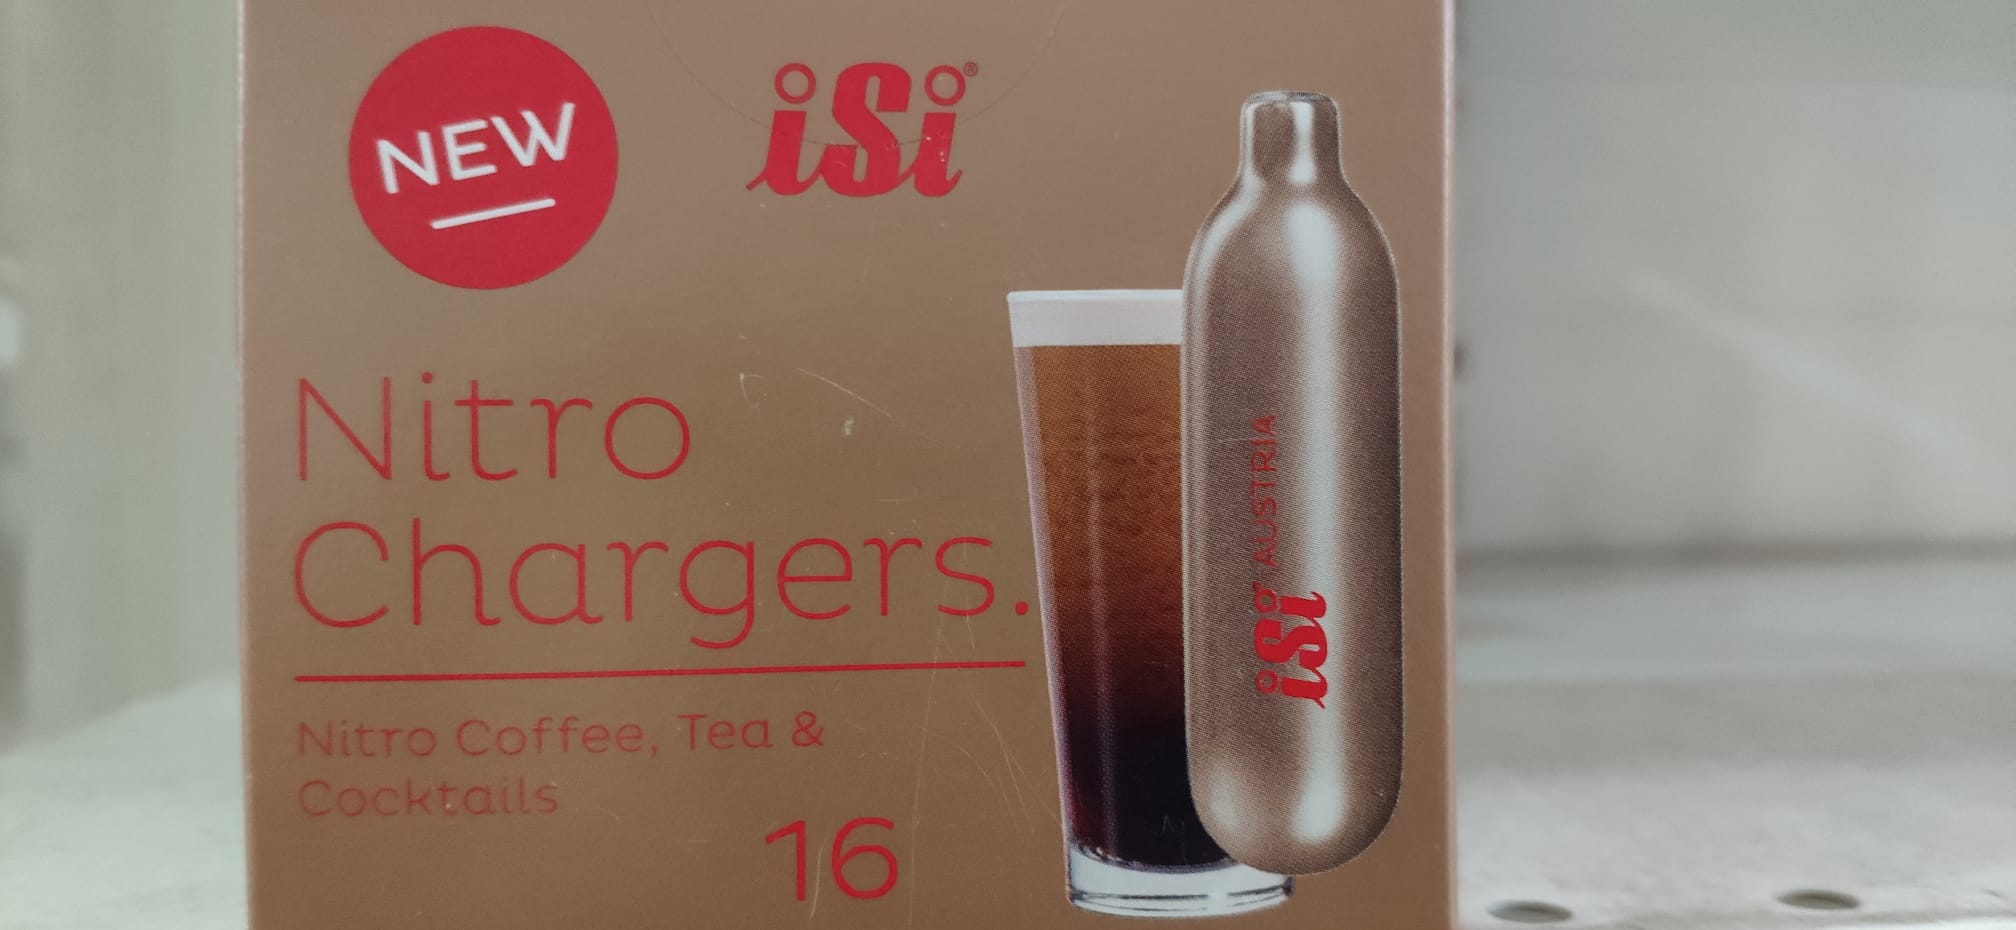 NEW
iSi®
Nitro
Chargers.
Nitro Coffee, Tea &
Cocktails
16
iSi® AUSTRIA